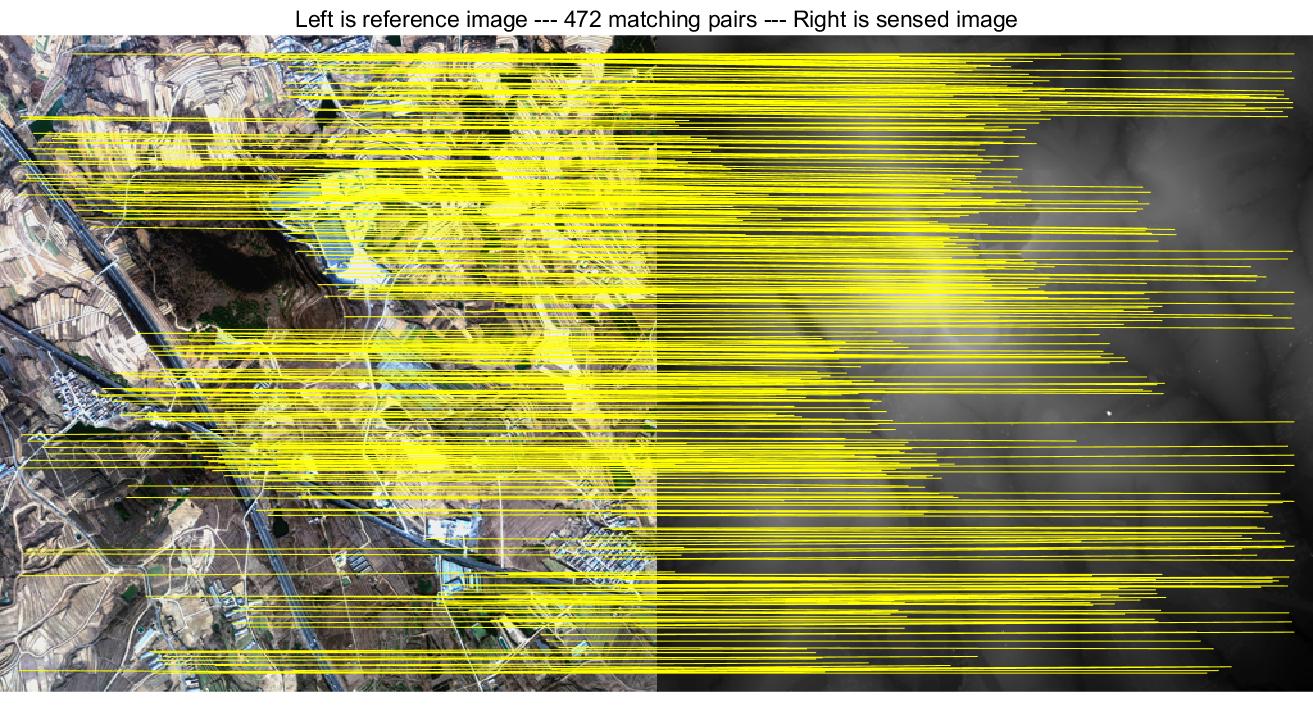 Left is reference image --- 472 matching pairs --- Right is sensed image